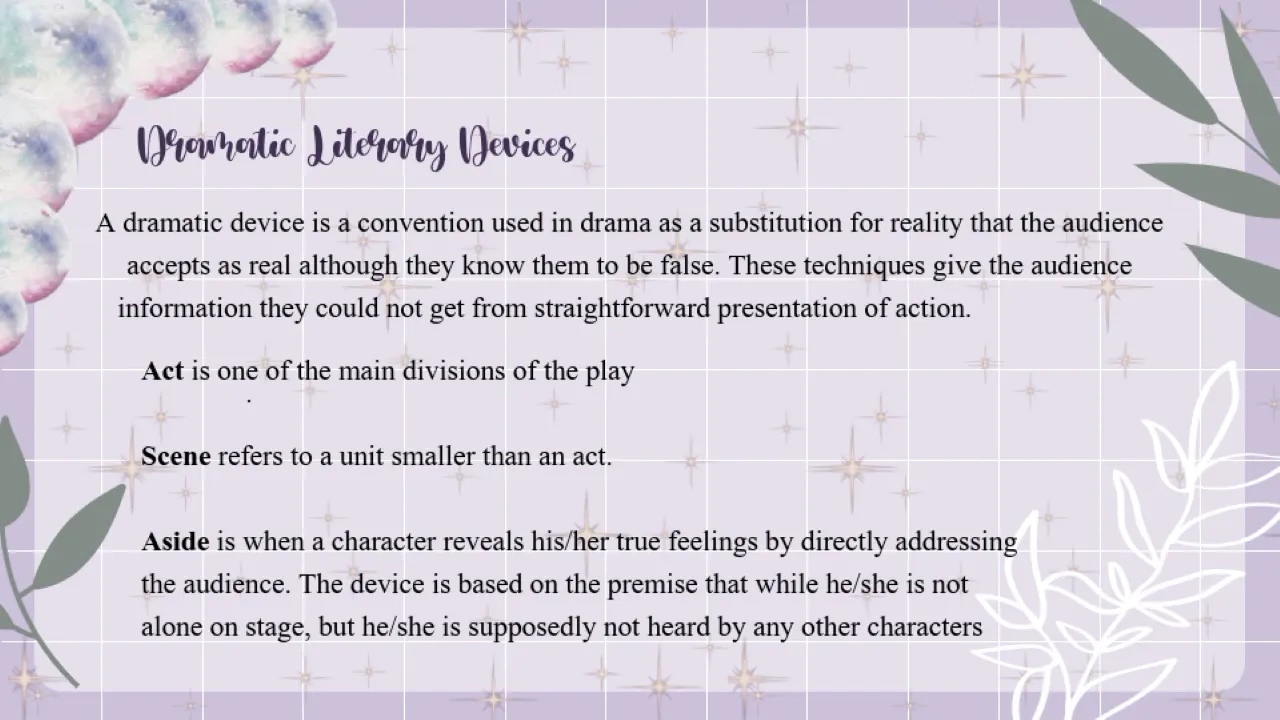 Dramatic Literary Devices
A dramatic device is a convention used in drama as a substitution for reality that the audience
accepts as real although they know them to be false. These techniques give the audience
information they could not get from straightforward presentation of action.
Act is one of the main divisions of the play
.
Scene refers to a unit smaller than an act.
Aside is when a character reveals his/her true feelings by directly addressing
the audience. The device is based on the premise that while he/she is not
alone on stage, but he/she is supposedly not heard by any other characters